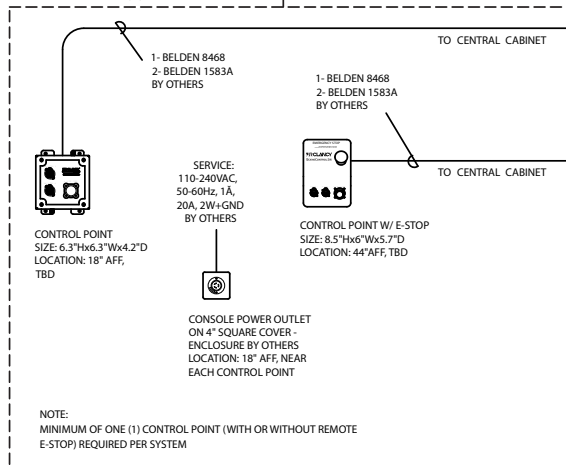 TO CENTRAL CABINET
1- BELDEN 8468
2- BELDEN 1583A
BY OTHERS
1- BELDEN 8468
2- BELDEN 1583A
BY OTHERS
EMERGENCY STOP
CLANCY
SERVICE:
110-240VAC,
50-60Hz, 1Å,
20A, 2W+GND
BY OTHERS
TO CENTRAL CABINET
CONTROL POINT
SIZE: 6.3"Hx6.3"Wx4.2"D
LOCATION: 18" AFF,
TBD
CONTROL POINT W/ E-STOP
SIZE: 8.5"Hx6"Wx5.7"D
LOCATION: 44"AFF, TBD
CONSOLE POWER OUTLET
ON 4" SQUARE COVER -
ENCLOSURE BY OTHERS
LOCATION: 18" AFF, NEAR
EACH CONTROL POINT
NOTE:
MINIMUM OF ONE (1) CONTROL POINT (WITH OR WITHOUT REMOTE
E-STOP) REQUIRED PER SYSTEM